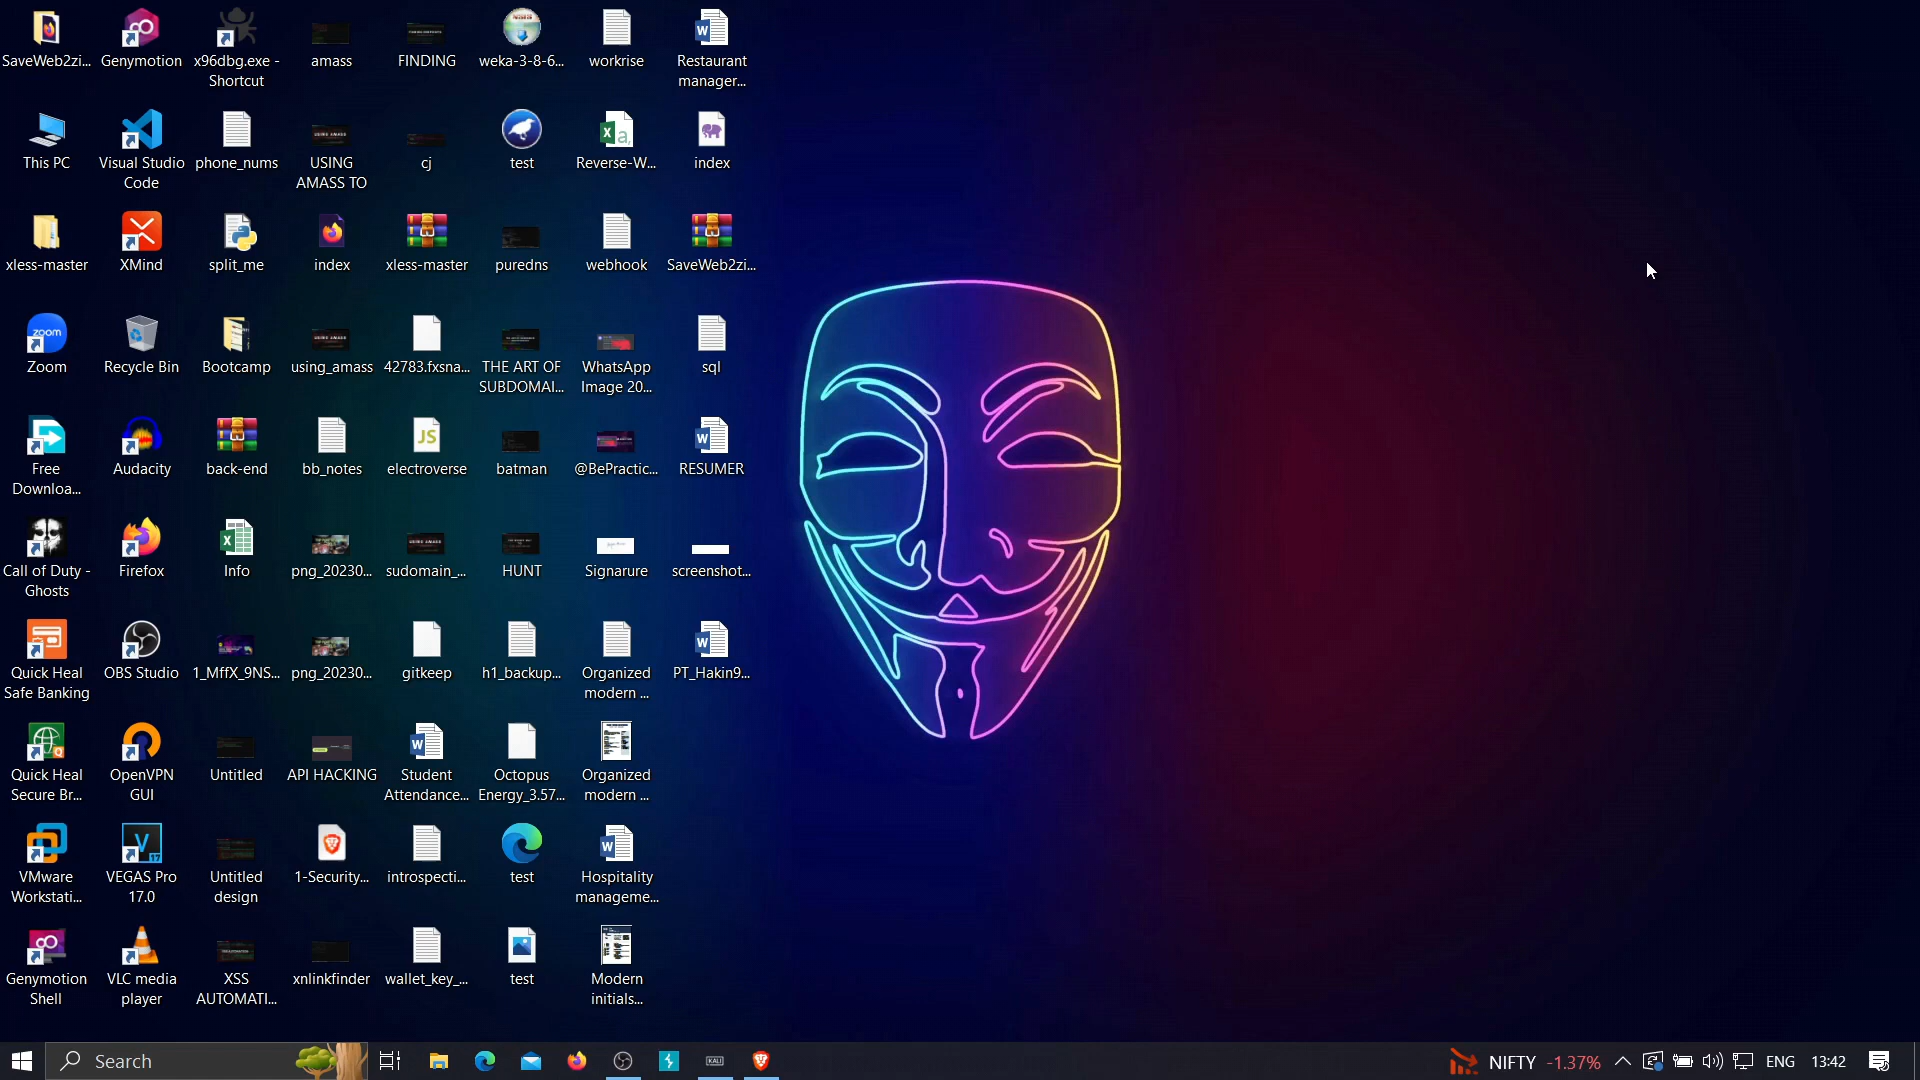 SaveWeb2zi...
Genymotion
x96dbg.exe -
Shortcut
amass
FINDING
weka-3-8-6...
workrise
Restaurant
manager...
This PC
Visual Studio
Code
phone_nums
USING
AMASS TO
cj
test
Reverse-W...
index
xless-master
XMind
split_me
index
xless-master
puredns
webhook
SaveWeb2zi...
zoom
Zoom
Recycle Bin
Bootcamp
using_amass
42783.fxsna...
THE ART OF
SUBDOMAI...
WhatsApp
Image 20...
sql
Free
Downloa...
Audacity
back-end
bb_notes
JS
electroverse
batman
@BePractic...
RESUMER
Call of Duty -
Ghosts
Firefox
Info
png_20230...
sudomain_...
HUNT
Signarure
screenshot...
Quick Heal
Safe Banking
OBS Studio
1_MffX_9NS...
png_20230...
gitkeep
h1_backup...
Organized
modern ...
PT_Hakin9...
Quick Heal
Secure Br...
OpenVPN
GUI
Untitled
API HACKING
Student
Attendance...
Octopus
Energy_3.57...
Organized
modern ...
VMware
Workstati...
VEGAS Pro
17.0
Untitled
design
1-Security...
introspecti...
test
Hospitality
manageme...
Genymotion
Shell
VLC media
player
XSS
AUTOMATI...
xnlinkfinder
wallet_key_...
test
Modern
initials...
Search
KALI
NIFTY -1.37%
ENG
13:42